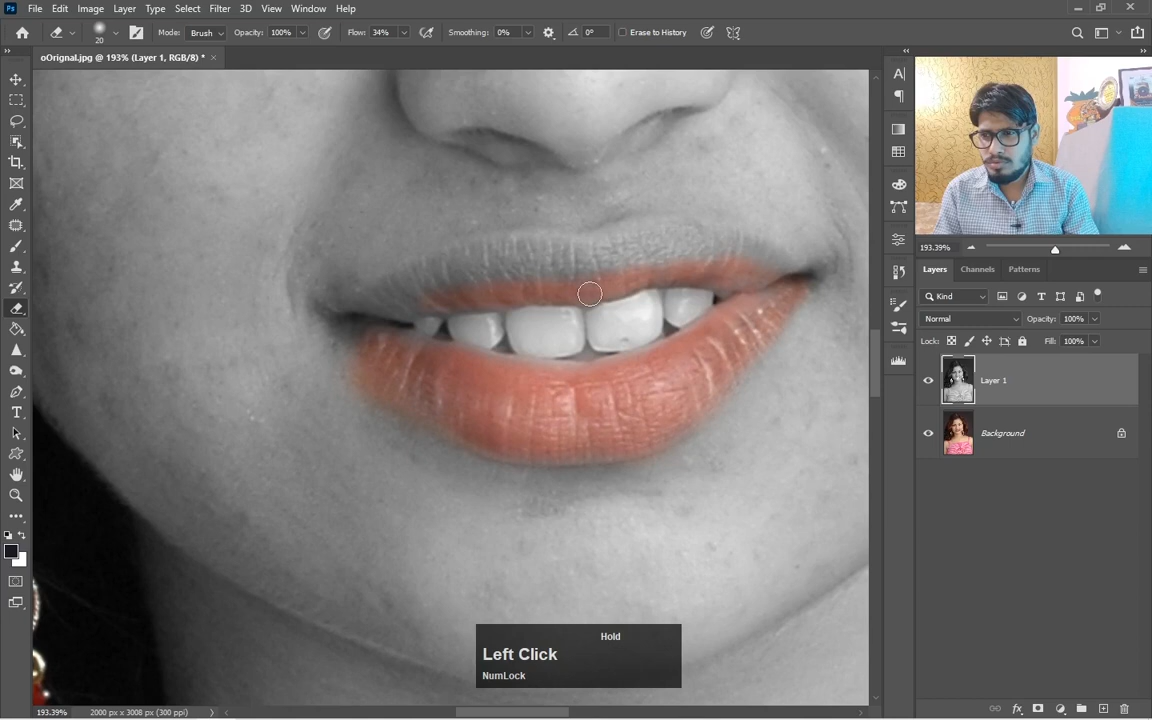 Ps File Edit Image Layer Type Select Filter 3D View Window Help
20 Mode: Brush Opacity: 100% Flow: 34% Smoothing: 0% 0° Erase to History
oOrignal.jpg @ 193% (Layer 1, RGB/8) * ×
193.39%
Layers Channels Patterns
Kind
Normal Opacity: 100%
Lock: Fill: 100%
Layer 1
Background
Hold
Left Click
NumLock
193.39% 2000 px x 3008 px (300 ppi)